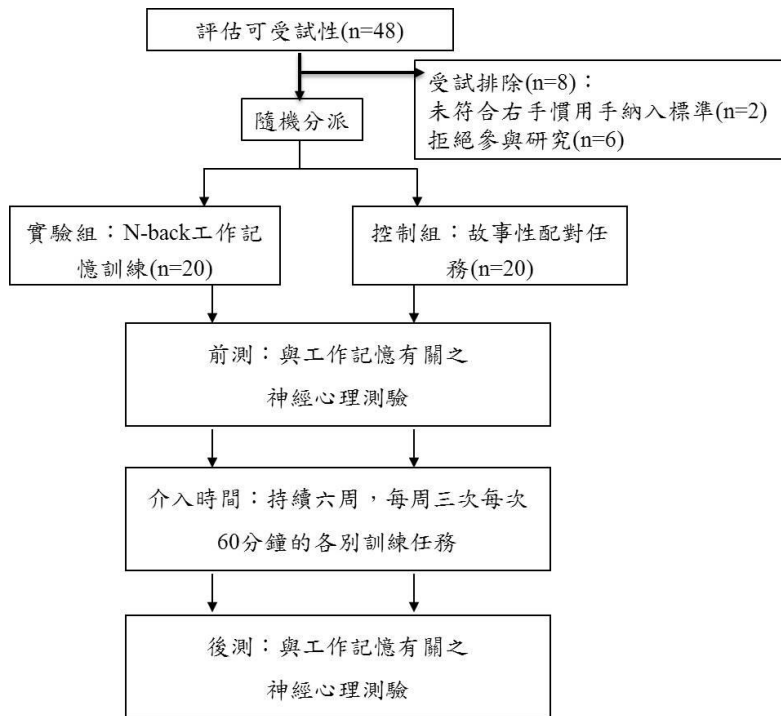 評估可受試性(n=48)
受試排除(n=8)：
未符合右手慣用手納入標準(n=2)
拒絕參與研究(n=6)
隨機分派
實驗組：N-back工作記
憶訓練(n=20)
控制組：故事性配對任
務(n=20)
前測：與工作記憶有關之
神經心理測驗
介入時間：持續六周，每周三次每次
60分鐘的各別訓練任務
後測：與工作記憶有關之
神經心理測驗